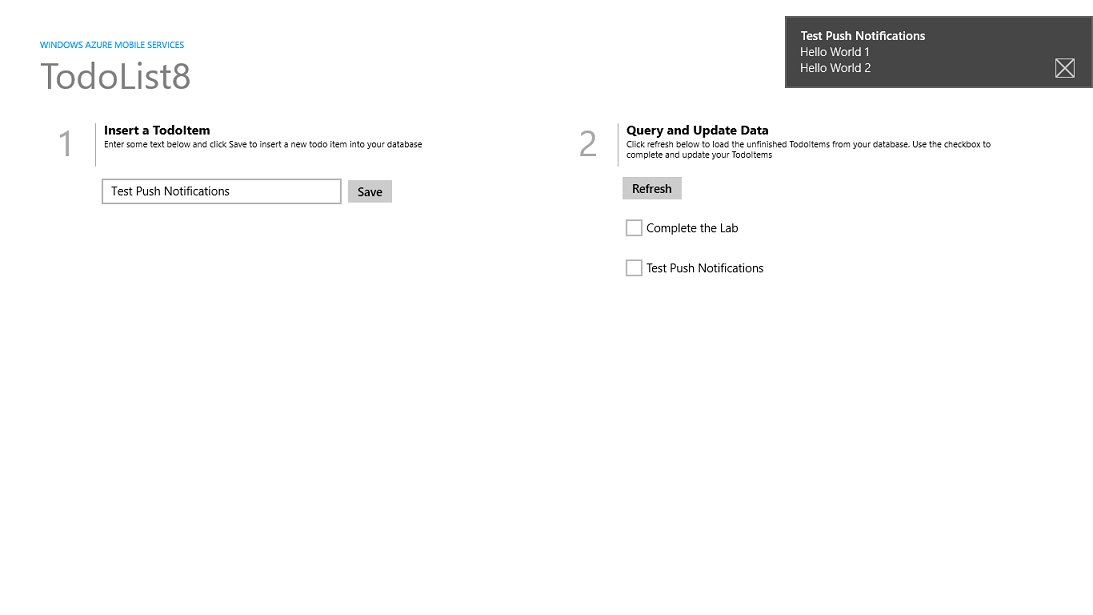 WINDOWS AZURE MOBILE SERVICES
TodoList8
Test Push Notifications
Hello World 1
Hello World 2
1
Insert a TodoItem
Enter some text below and click Save to insert a new todo item into your database
Test Push Notifications
Save
2
Query and Update Data
Click refresh below to load the unfinished TodoItems from your database. Use the checkbox to
complete and update your TodoItems
Refresh
Complete the Lab
Test Push Notifications